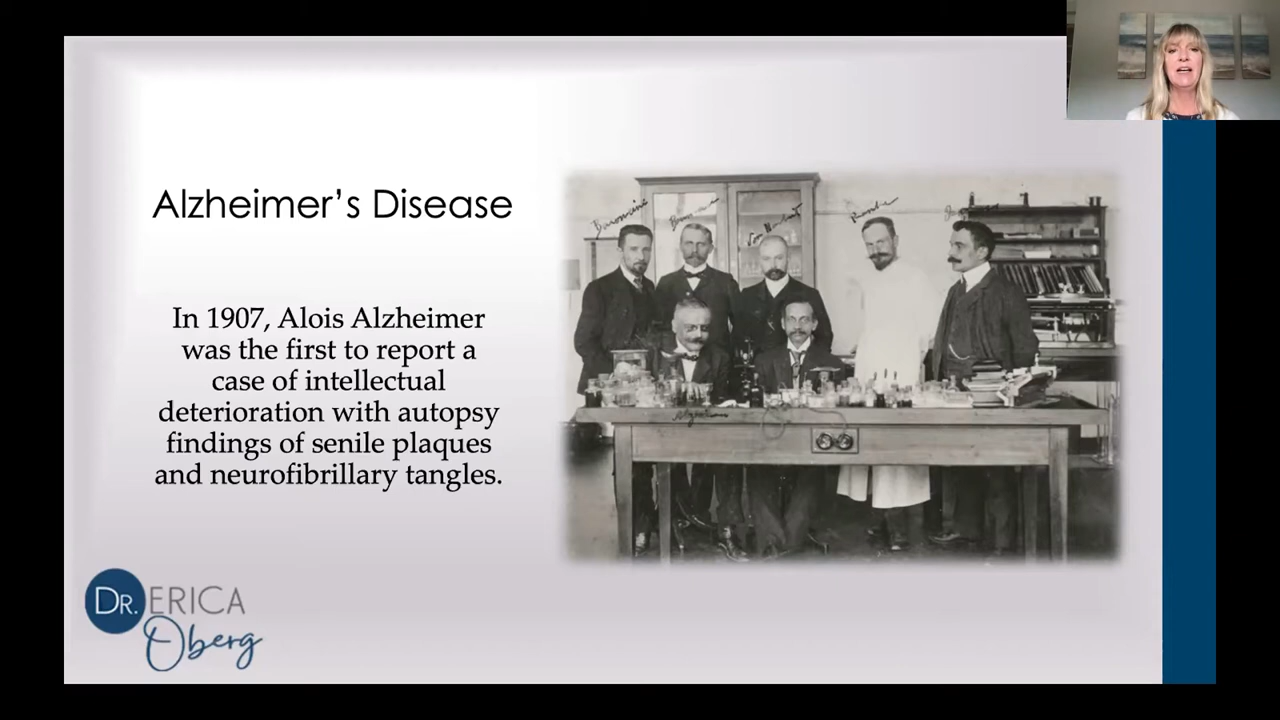 Alzheimer’s Disease
In 1907, Alois Alzheimer
was the first to report a
case of intellectual
deterioration with autopsy
findings of senile plaques
and neurofibrillary tangles.
DR. ERICA
Oberg